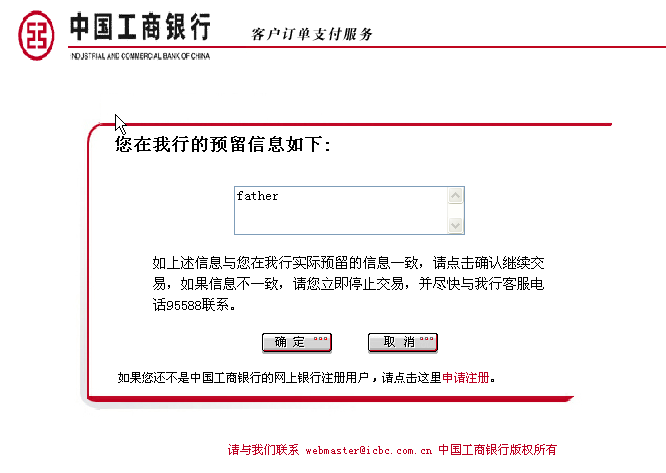 中国工商银行
INDUSTRIAL AND COMMERCIAL BANK OF CHINA
客户订单支付服务
您在我行的预留信息如下：
father
如上述信息与您在我行实际预留的信息一致，请点击确认继续交
易，如果信息不一致，请您立即停止交易，并尽快与我行客服电
话95588联系。
确 定
取 消
如果您还不是中国工商银行的网上银行注册用户，请点击这里申请注册。
请与我们联系 webmaster@icbc.com.cn 中国工商银行版权所有